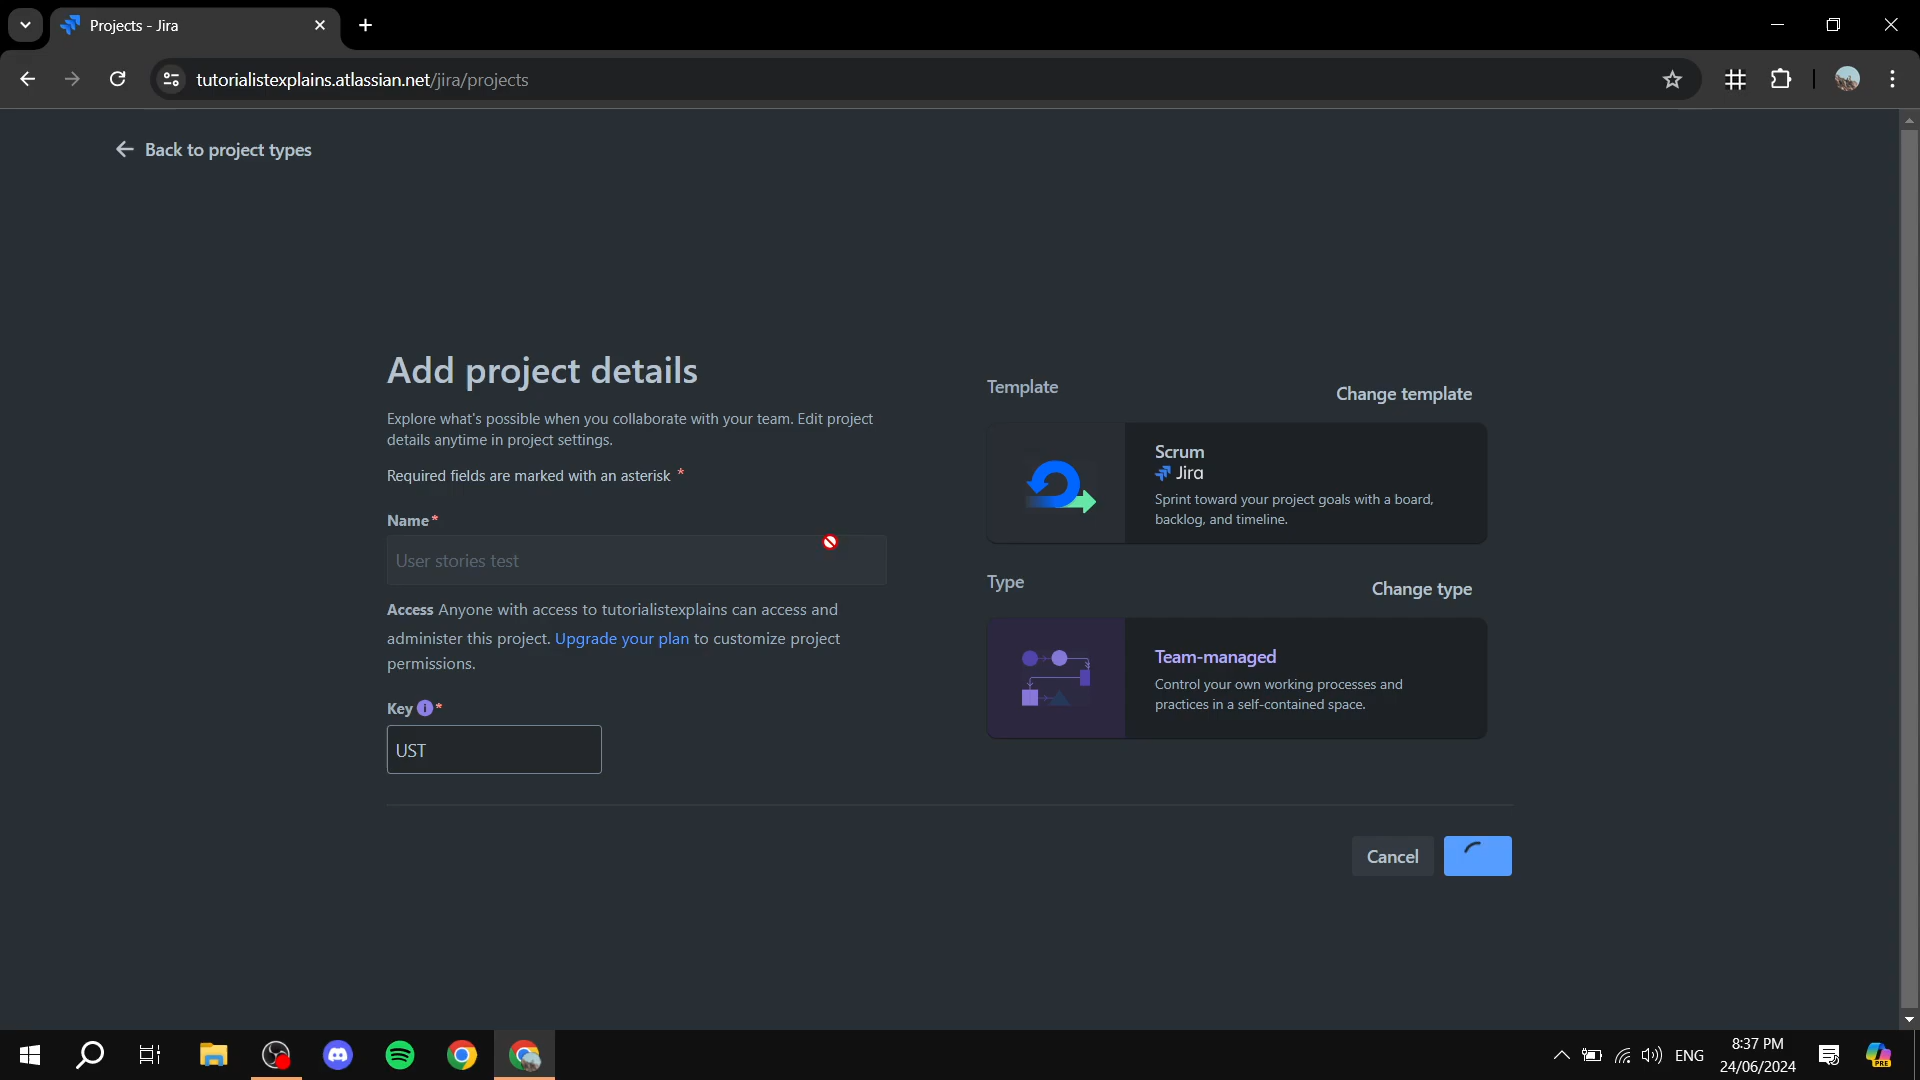 Projects - Jira
tutorialistexplains.atlassian.net/jira/projects
Back to project types
Add project details
Explore what's possible when you collaborate with your team. Edit project
details anytime in project settings.
Required fields are marked with an asterisk *
Name*
User stories test
Access Anyone with access to tutorialistexplains can access and
administer this project. Upgrade your plan to customize project
permissions.
Key i *
UST
Template
Change template
Scrum
Jira
Sprint toward your project goals with a board,
backlog, and timeline.
Type
Change type
Team-managed
Control your own working processes and
practices in a self-contained space.
Cancel
ENG
8:37 PM
24/06/2024
PRE